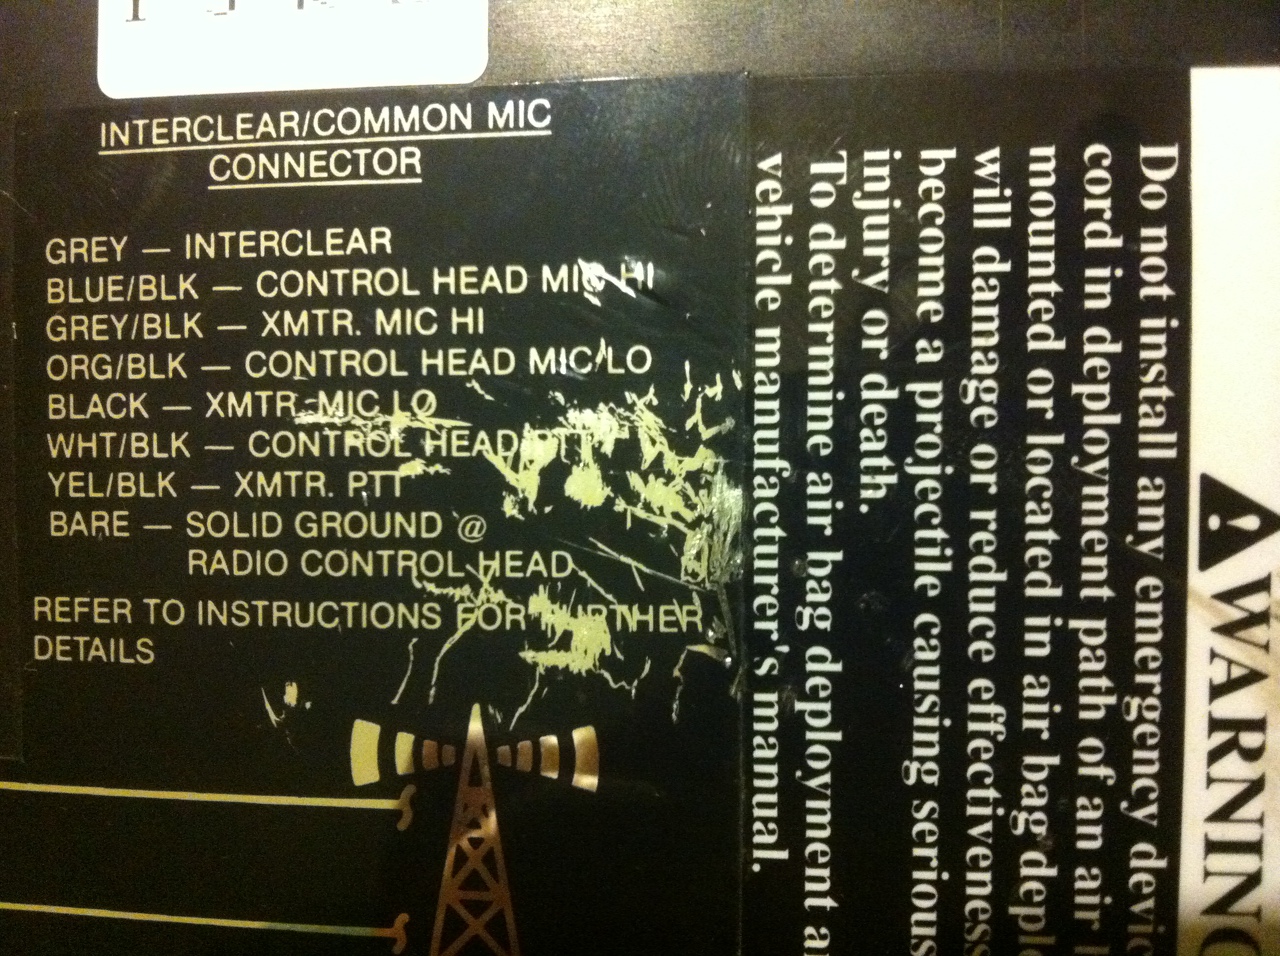 INTERCLEAR/COMMON MIC
CONNECTOR
GREY — INTERCLEAR
BLUE/BLK — CONTROL HEAD MIC HI
GREY/BLK — XMTR. MIC HI
ORG/BLK — CONTROL HEAD MIC LO
BLACK — XMTR. MIC LO
WHT/BLK — CONTROL HEAD PTT
YEL/BLK — XMTR. PTT
BARE — SOLID GROUND @
RADIO CONTROL HEAD
REFER TO INSTRUCTIONS FOR FURTHER
DETAILS
WARNING
Do not install any emergency
cord in deployment path of an air
mounted or located in air bag
will damage or reduce effectiveness
become a projectile causing serious
injury or death.
To determine air bag deployment
vehicle manufacturer's manual.